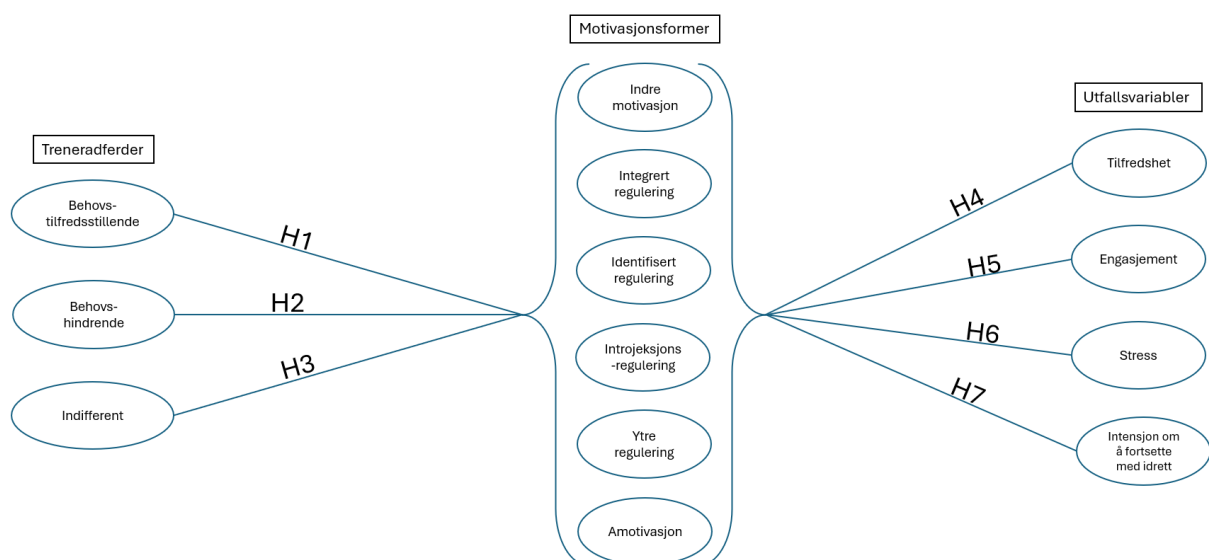 Treneradferder
Behovs-
tilfredsstillende
Behovs-
hindrende
Indifferent
H1
H2
H3
Motivasjonsformer
Indre
motivasjon
Integrert
regulering
Identifisert
regulering
Introjeksjons
-regulering
Ytre
regulering
Amotivasjon
H4
H5
H6
H7
Utfallsvariabler
Tilfredshet
Engasjement
Stress
Intensjon om
å fortsette
med idrett